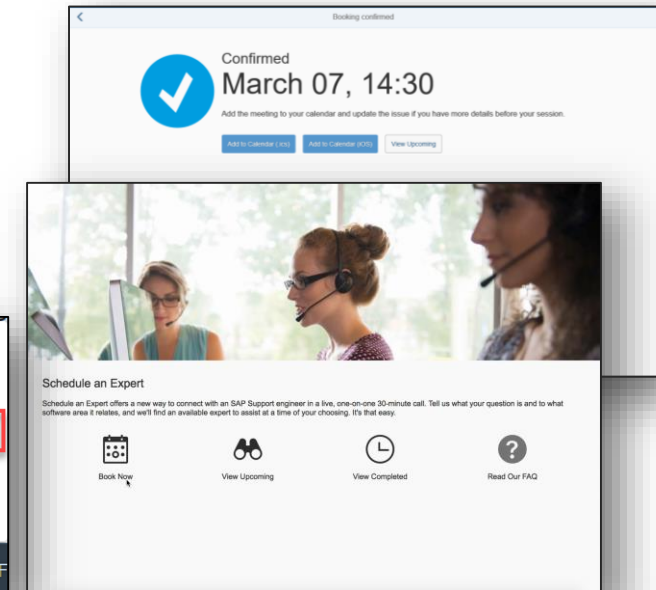 Booking confirmed
Confirmed
March 07, 14:30
Add the meeting to your calendar and update the issue if you have more details before your session.
Add to Calendar (.ics)
Add to Calendar (iOS)
View Upcoming
Schedule an Expert
Schedule an Expert offers a new way to connect with an SAP Support engineer in a live, one-on-one 30-minute call. Tell us what your question is and to what
software area it relates, and we'll find an available expert to assist at a time of your choosing. It's that easy.
Book Now
View Upcoming
View Completed
Read Our FAQ
F